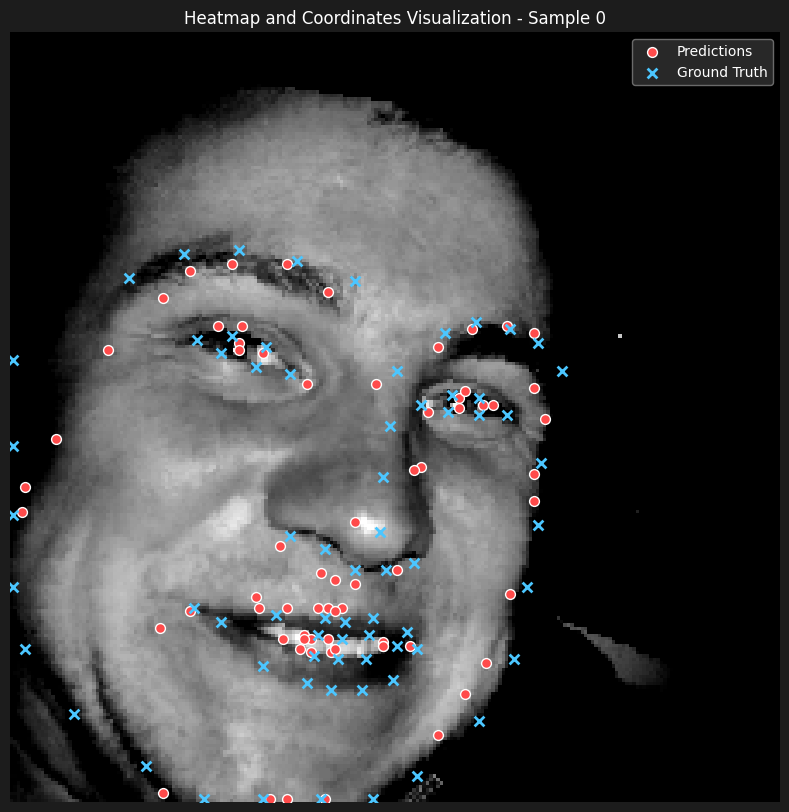 Heatmap and Coordinates Visualization - Sample 0
Predictions
Ground Truth